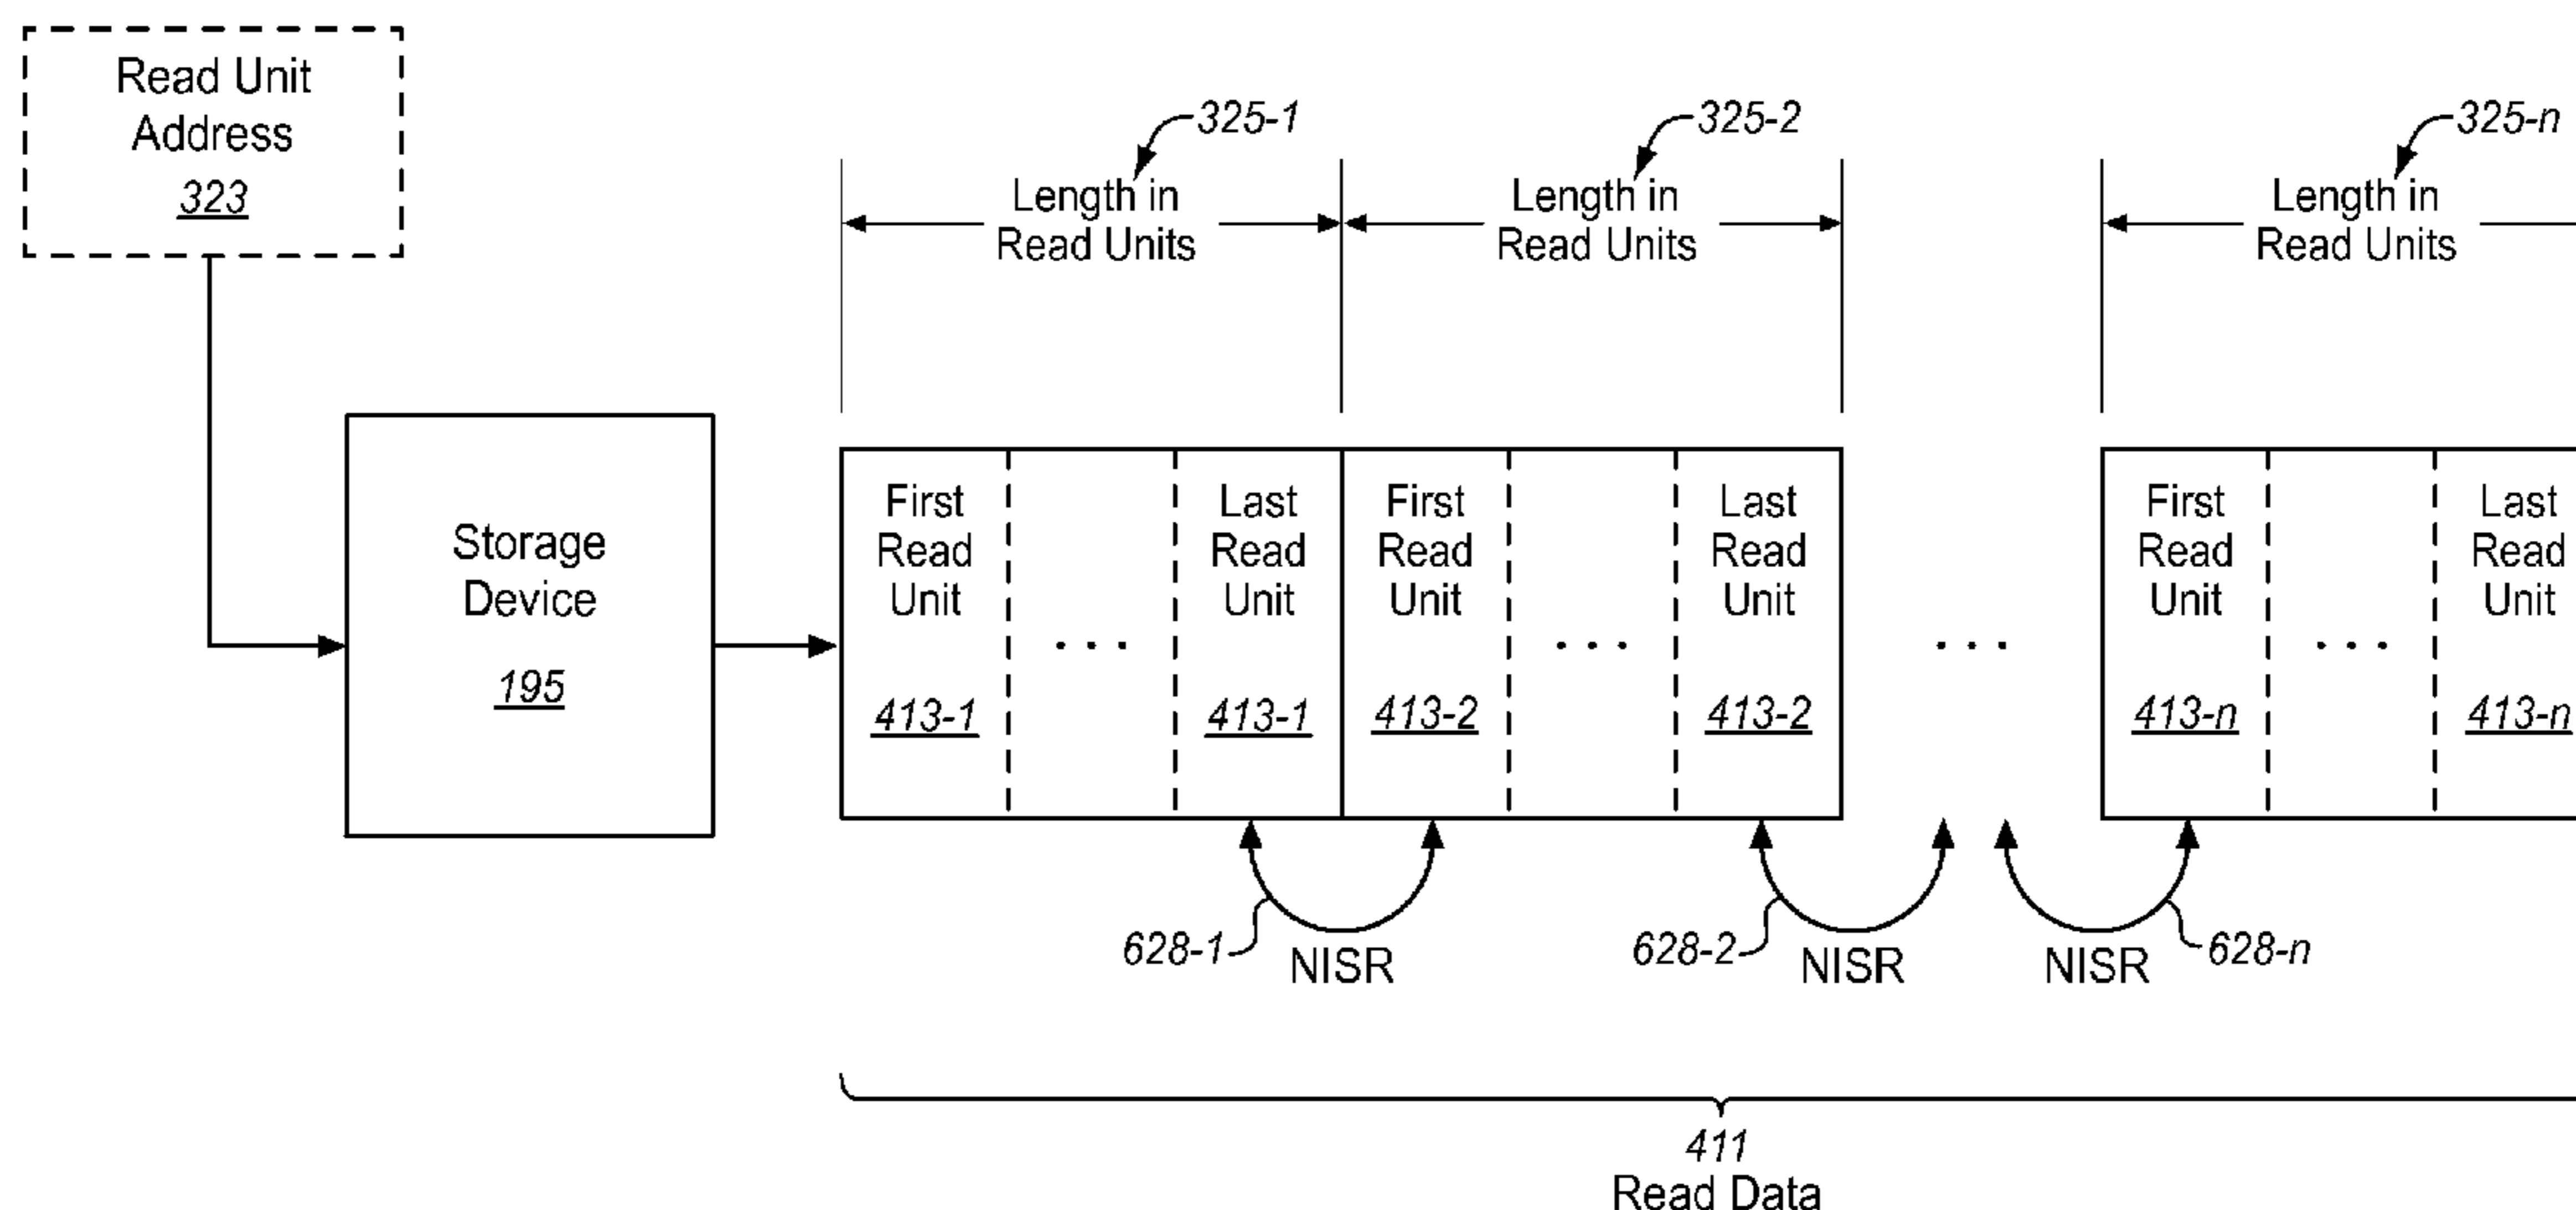 Read Unit
Address
323
325-1
325-2
325-n
Length in
Read Units
Length in
Read Units
Length in
Read Units
Storage
Device
195
First
Read
Unit
413-1
. . .
Last
Read
Unit
413-1
First
Read
Unit
413-2
. . .
Last
Read
Unit
413-2
. . .
First
Read
Unit
413-n
. . .
Last
Read
Unit
413-n
628-1
NISR
628-2
NISR
NISR
628-n
411
Read Data